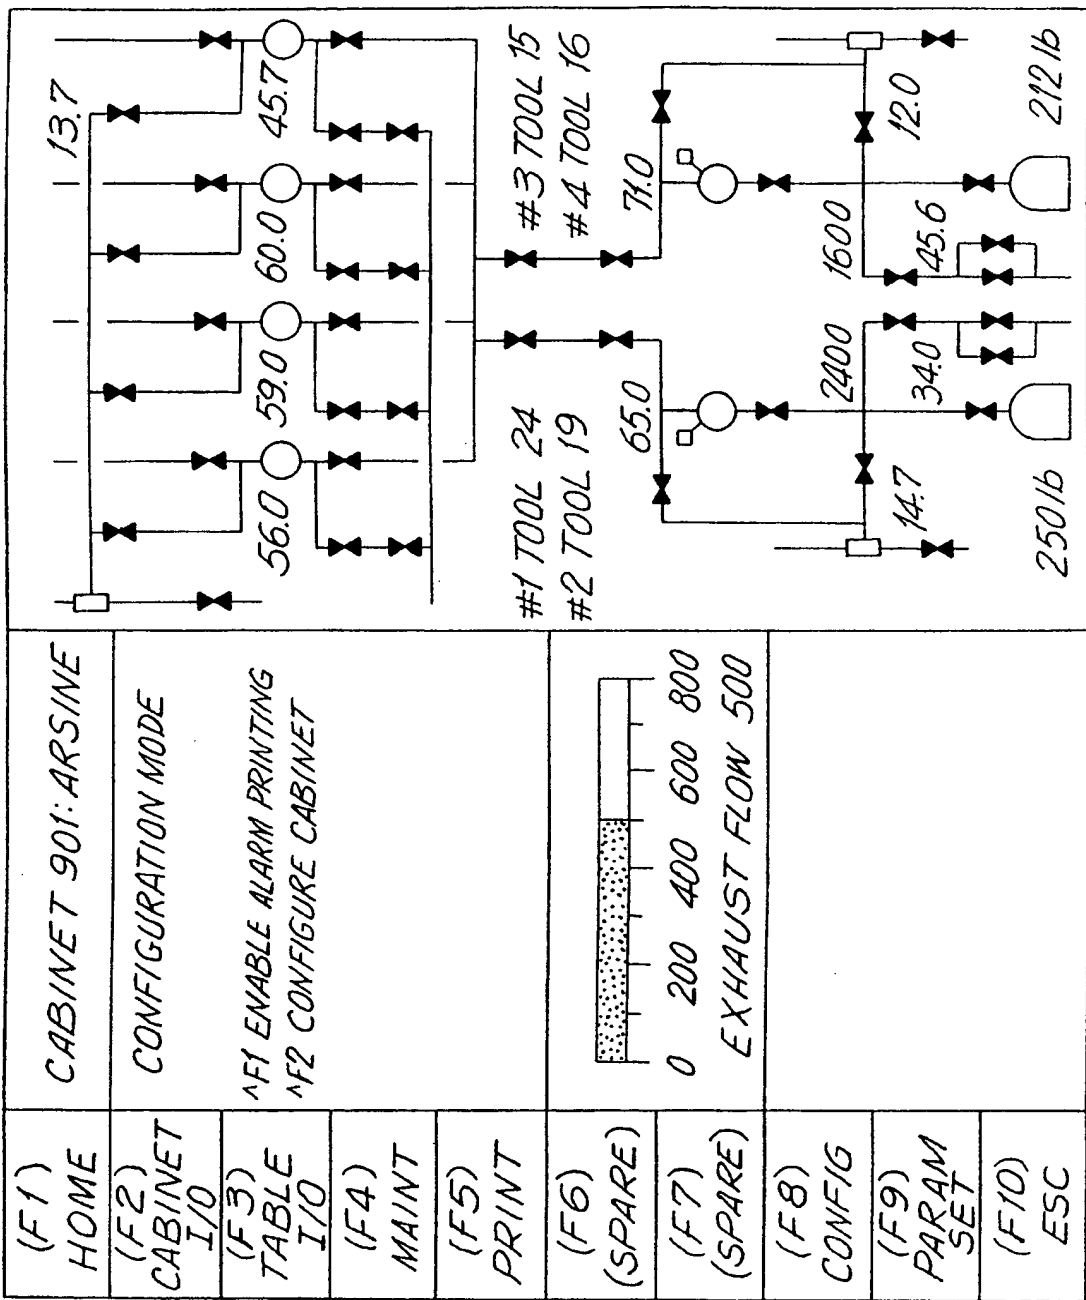 (F1)
HOME
(F2)
CABINET
I/O
(F3)
TABLE
I/O
(F4)
MAINT
(F5)
PRINT
(F6)
(SPARE)
(F7)
(SPARE)
(F8)
CONFIG
(F9)
PARAM
SET
(F10)
ESC
CABINET 901: ARSINE
CONFIGURATION MODE
^F1 ENABLE ALARM PRINTING
^F2 CONFIGURE CABINET
0 200 400 600 800
EXHAUST FLOW 500
13.7
56.0 59.0 60.0 45.7
#1 TOOL 24
#2 TOOL 19
#3 TOOL 15
#4 TOOL 16
65.0 71.0
2400 1600
14.7 34.0 45.6 12.0
250 lb 212 lb